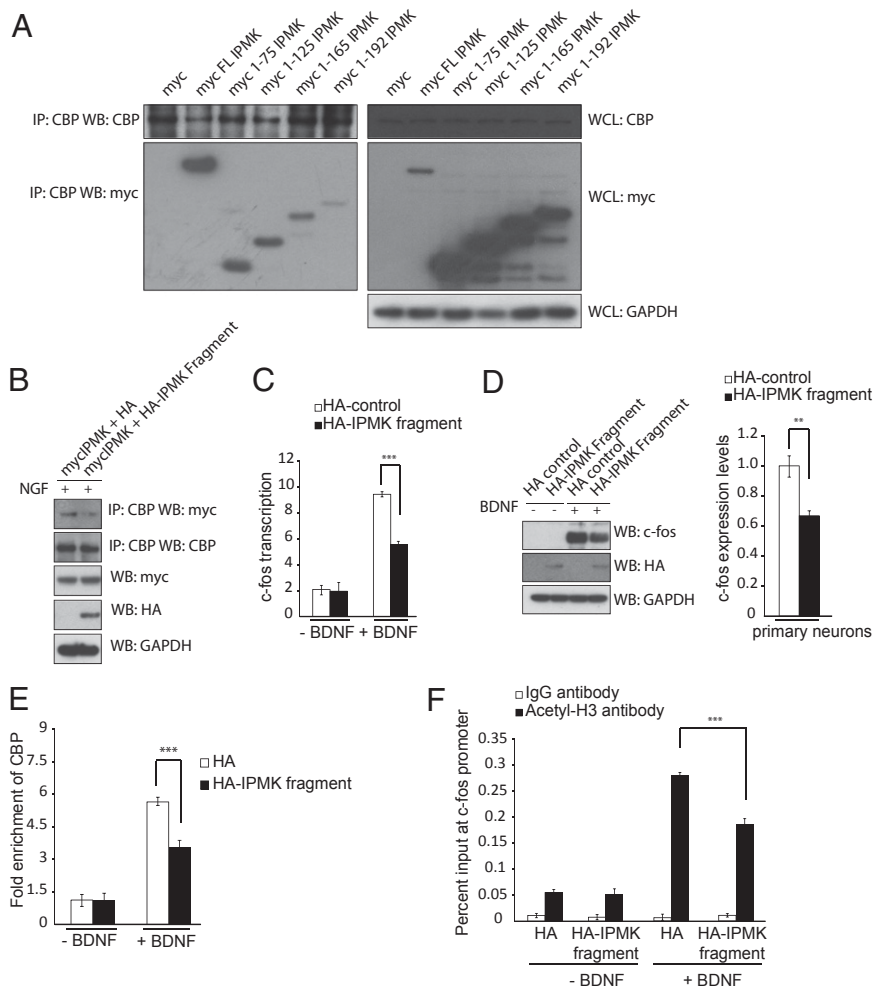 A
myc
myc FL IPMK
myc 1-75 IPMK
myc 1-125 IPMK
myc 1-165 IPMK
myc 1-192 IPMK
myc
myc FL IPMK
myc 1-75 IPMK
myc 1-125 IPMK
myc 1-165 IPMK
myc 1-192 IPMK
IP: CBP WB: CBP
WCL: CBP
IP: CBP WB: myc
WCL: myc
WCL: GAPDH
B
mycIPMK + HA
mycIPMK + HA-IPMK Fragment
NGF + +
IP: CBP WB: myc
IP: CBP WB: CBP
WB: myc
WB: HA
WB: GAPDH
C
HA-control
HA-IPMK fragment
c-fos transcription
12
10
8
6
4
2
0
***
- BDNF + BDNF
D
HA control
HA-IPMK Fragment
HA control
HA-IPMK Fragment
BDNF - - + +
WB: c-fos
WB: HA
WB: GAPDH
HA-control
HA-IPMK fragment
c-fos expression levels
1.2
1.0
0.8
0.6
0.4
0.2
0
**
primary neurons
E
Fold enrichment of CBP
9
7.5
6
4.5
3
1.5
0
***
HA
HA-IPMK fragment
- BDNF + BDNF
F
IgG antibody
Acetyl-H3 antibody
Percent input at c-fos promoter
0.35
0.3
0.25
0.2
0.15
0.1
0.05
0
***
HA HA-IPMK HA HA-IPMK
fragment fragment
- BDNF + BDNF